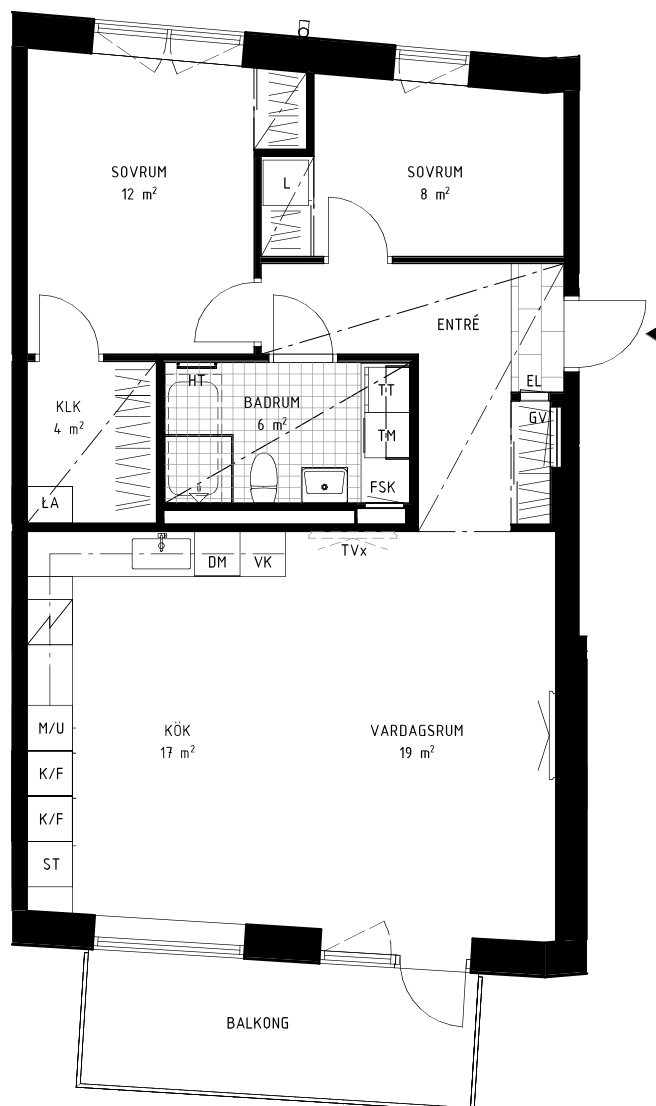 SOVRUM
12 m²
SOVRUM
8 m²
L
ENTRÉ
EL
GV
HT
BADRUM
6 m²
TT
TM
FSK
KLK
4 m²
ŁA
DM
VK
TVx
M/U
K/F
K/F
ST
KÖK
17 m²
VARDAGSRUM
19 m²
BALKONG